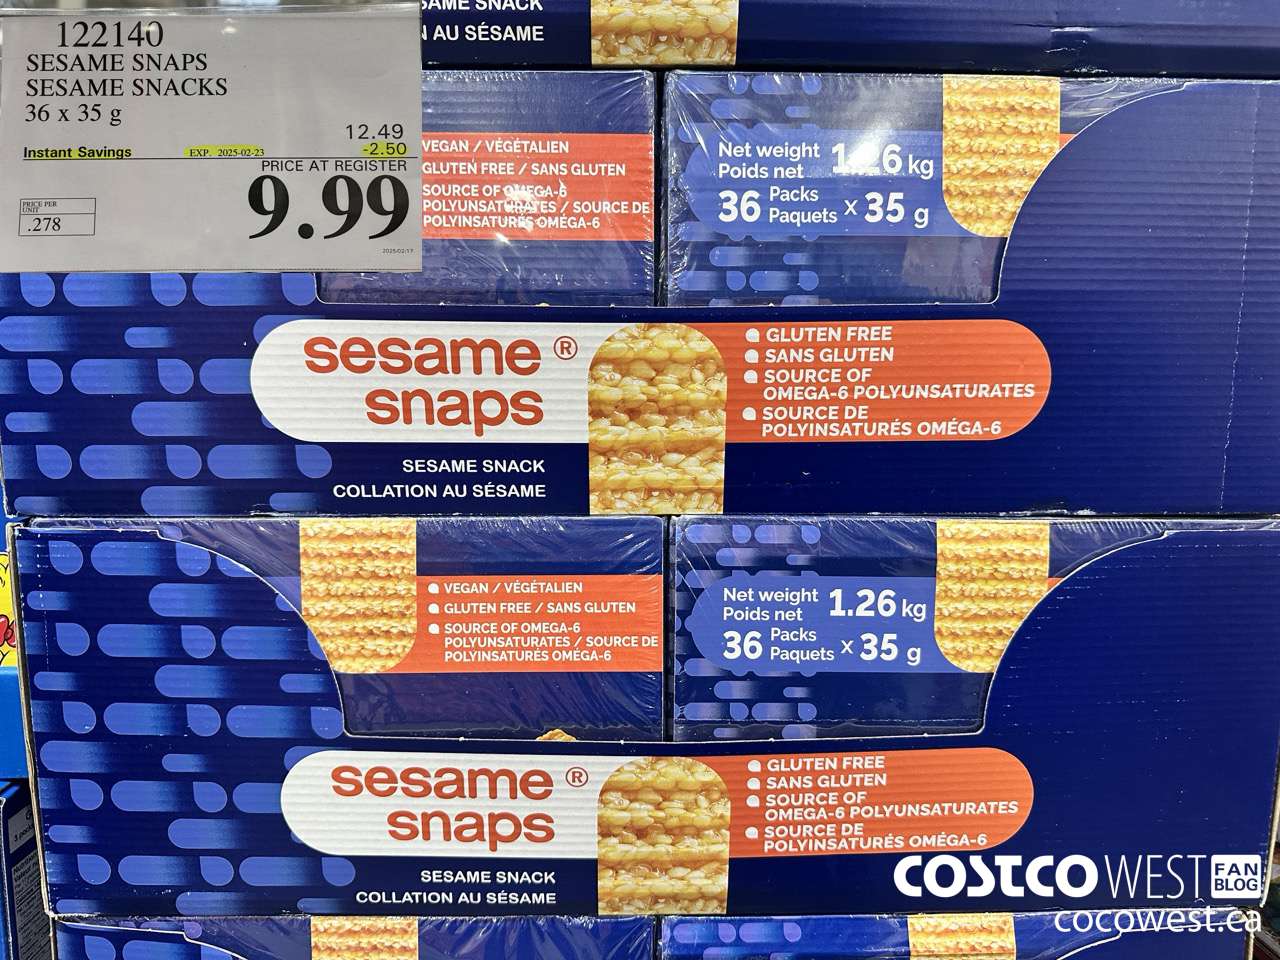 SAME SNACK
AU SÉSAME
122140
SESAME SNAPS
SESAME SNACKS
36 x 35 g
12.49
Instant Savings EXP. 2025-02-23 -2.50
PRICE AT REGISTER
9.99
PRICE PER
UNIT
.278
2025/02/17
VEGAN / VÉGÉTALIEN
GLUTEN FREE / SANS GLUTEN
SOURCE OF OMEGA-6
POLYUNSATURATES / SOURCE DE
POLYINSATURÉS OMÉGA-6
Net weight
Poids net
1.26 kg
36 Packs
Paquets x 35 g
sesame®
snaps
SESAME SNACK
COLLATION AU SÉSAME
GLUTEN FREE
SANS GLUTEN
SOURCE OF
OMEGA-6 POLYUNSATURATES
SOURCE DE
POLYINSATURÉS OMÉGA-6
VEGAN / VÉGÉTALIEN
GLUTEN FREE / SANS GLUTEN
SOURCE OF OMEGA-6
POLYUNSATURATES / SOURCE DE
POLYINSATURÉS OMÉGA-6
Net weight
Poids net
1.26 kg
36 Packs
Paquets x 35 g
sesame®
snaps
SESAME SNACK
COLLATION AU SÉSAME
GLUTEN FREE
SANS GLUTEN
SOURCE OF
OMEGA-6 POLYUNSATURATES
SOURCE DE
POLYINSATURÉS OMÉGA-6
COSTCO WEST FAN
BLOG
cocowest.ca